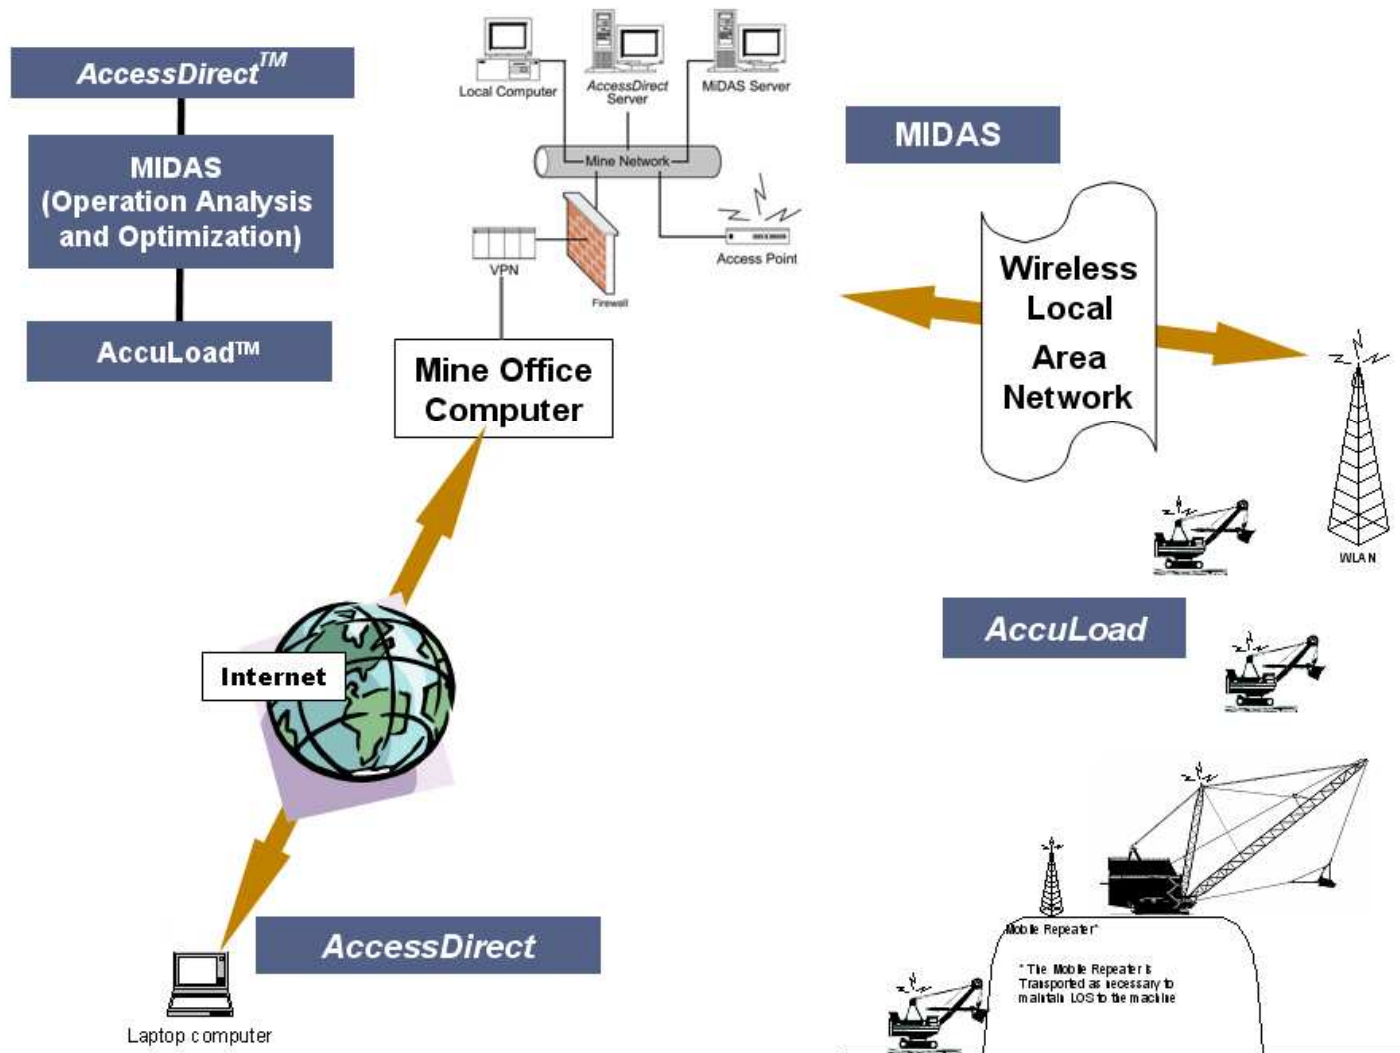 AccessDirect™
MIDAS
(Operation Analysis
and Optimization)
AccuLoad™
Local Computer
AccessDirect
Server
MiDAS Server
Mine Network
VPN
Firewall
Access Point
Mine Office
Computer
Internet
AccessDirect
Laptop computer
MIDAS
Wireless
Local
Area
Network
WLAN
AccuLoad
Mobile Repeater*
* The Mobile Repeater is
Transported as necessary to
maintain LOS to the machine